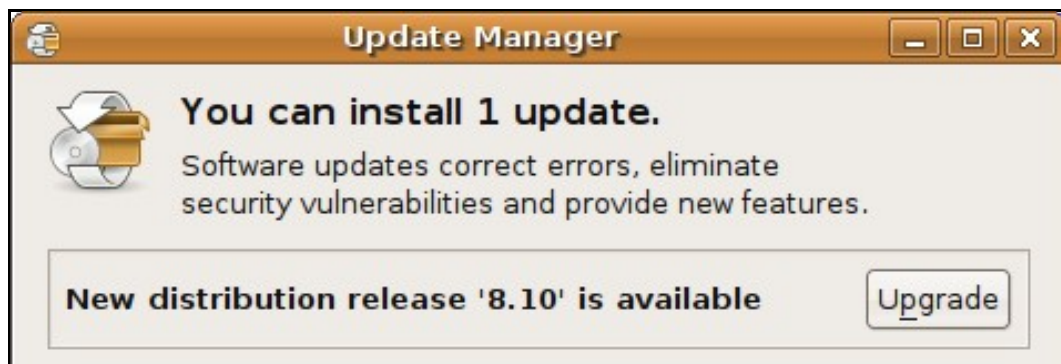 Update Manager
You can install 1 update.
Software updates correct errors, eliminate
security vulnerabilities and provide new features.
New distribution release '8.10' is available
Upgrade